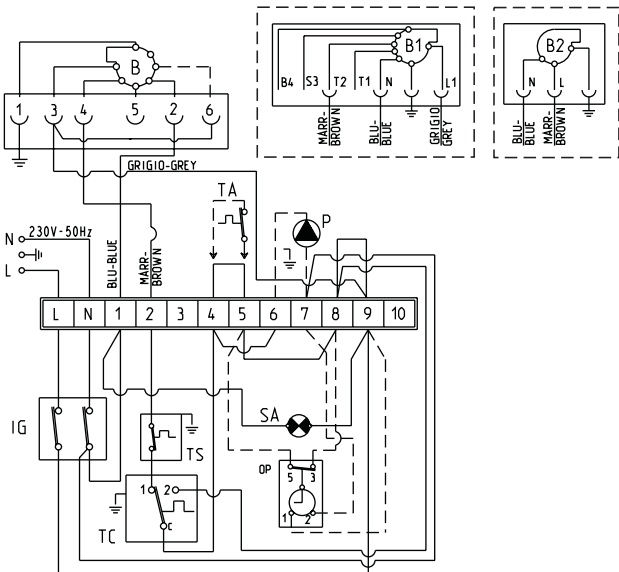 B
1 3 4 5 2 6
B1
B4 S3 T2 T1 N L1
MARR-
BROWN
BLU-
BLUE
GRIGIO
GREY
B2
N L
BLU-
BLUE
MARR-
BROWN
GRIGIO-GREY
TA
P
N 230V-50Hz
L
BLU-BLUE
MARR-
BROWN
L N 1 2 3 4 5 6 7 8 9 10
IG
TS
SA
OP
5 3
1 2
1 2
C
TC